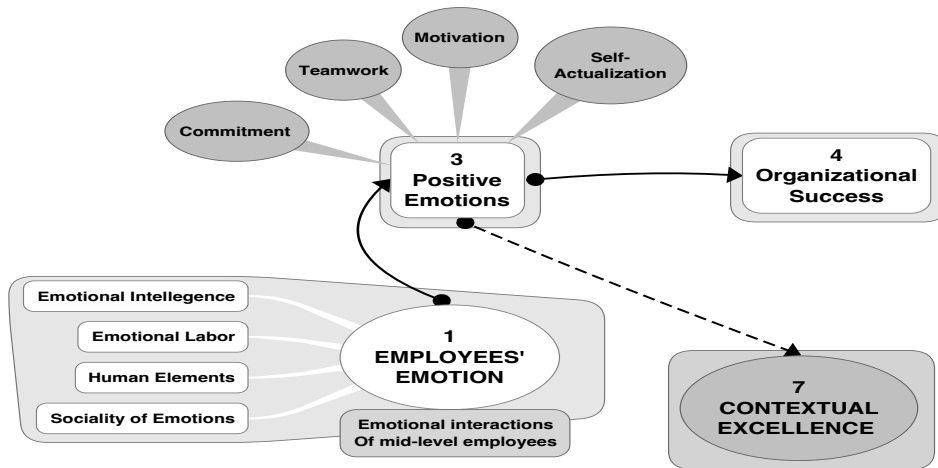 Motivation
Self-
Actualization
Teamwork
Commitment
3
Positive
Emotions
4
Organizational
Success
Emotional Intellegence
Emotional Labor
Human Elements
Sociality of Emotions
1
EMPLOYEES'
EMOTION
Emotional interactions
Of mid-level employees
7
CONTEXTUAL
EXCELLENCE